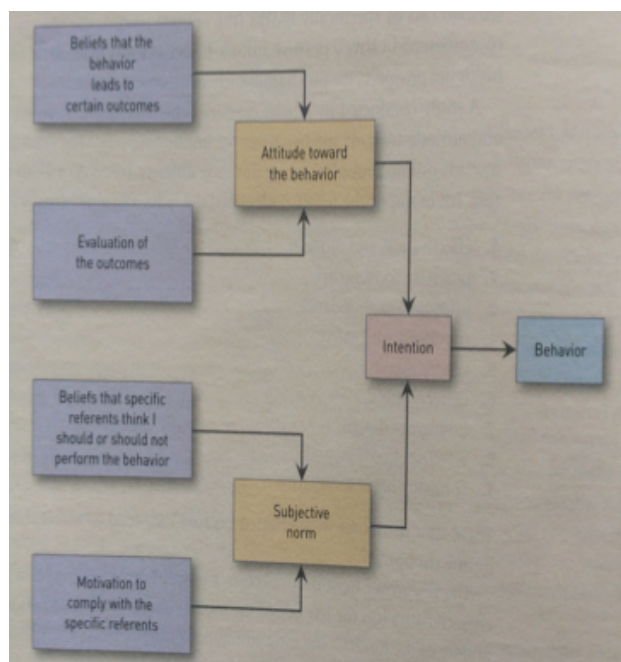 Beliefs that the
behavior
leads to
certain outcomes
Attitude toward
the behavior
Evaluation of
the outcomes
Intention
Behavior
Beliefs that specific
referents think I
should or should not
perform the behavior
Subjective
norm
Motivation to
comply with the
specific referents